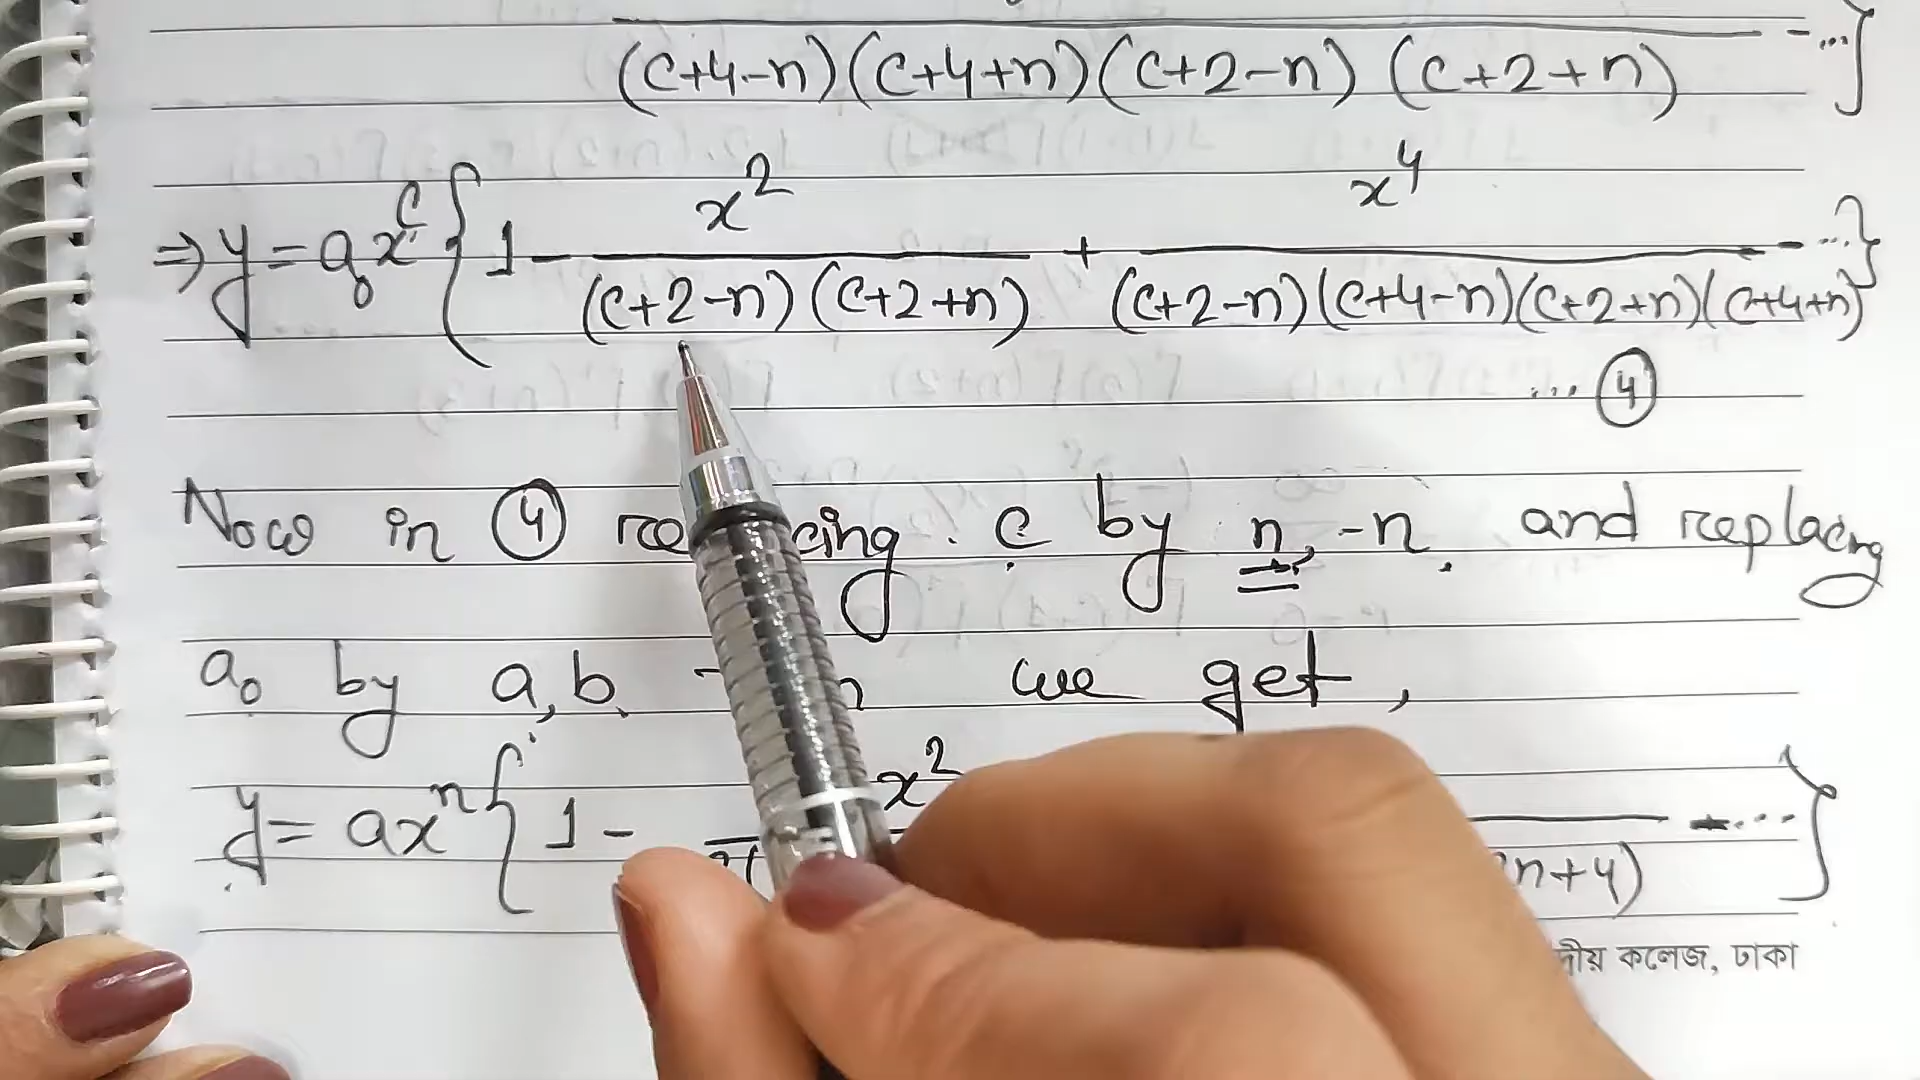 (c+4-n)(c+4+n)(c+2-n) (c+2+n) - ...}
⇒ y = a₀x^c { 1 - x²/((c+2-n)(c+2+n)) + x⁴/((c+2-n)(c+4-n)(c+2+n)(c+4+n)) - ...}
... ④
Now in ④ c by n, -n and replacing
a₀ by a, b we get,
y = ax^n { 1 - x² n+4) - ... }
কলেজ, ঢাকা